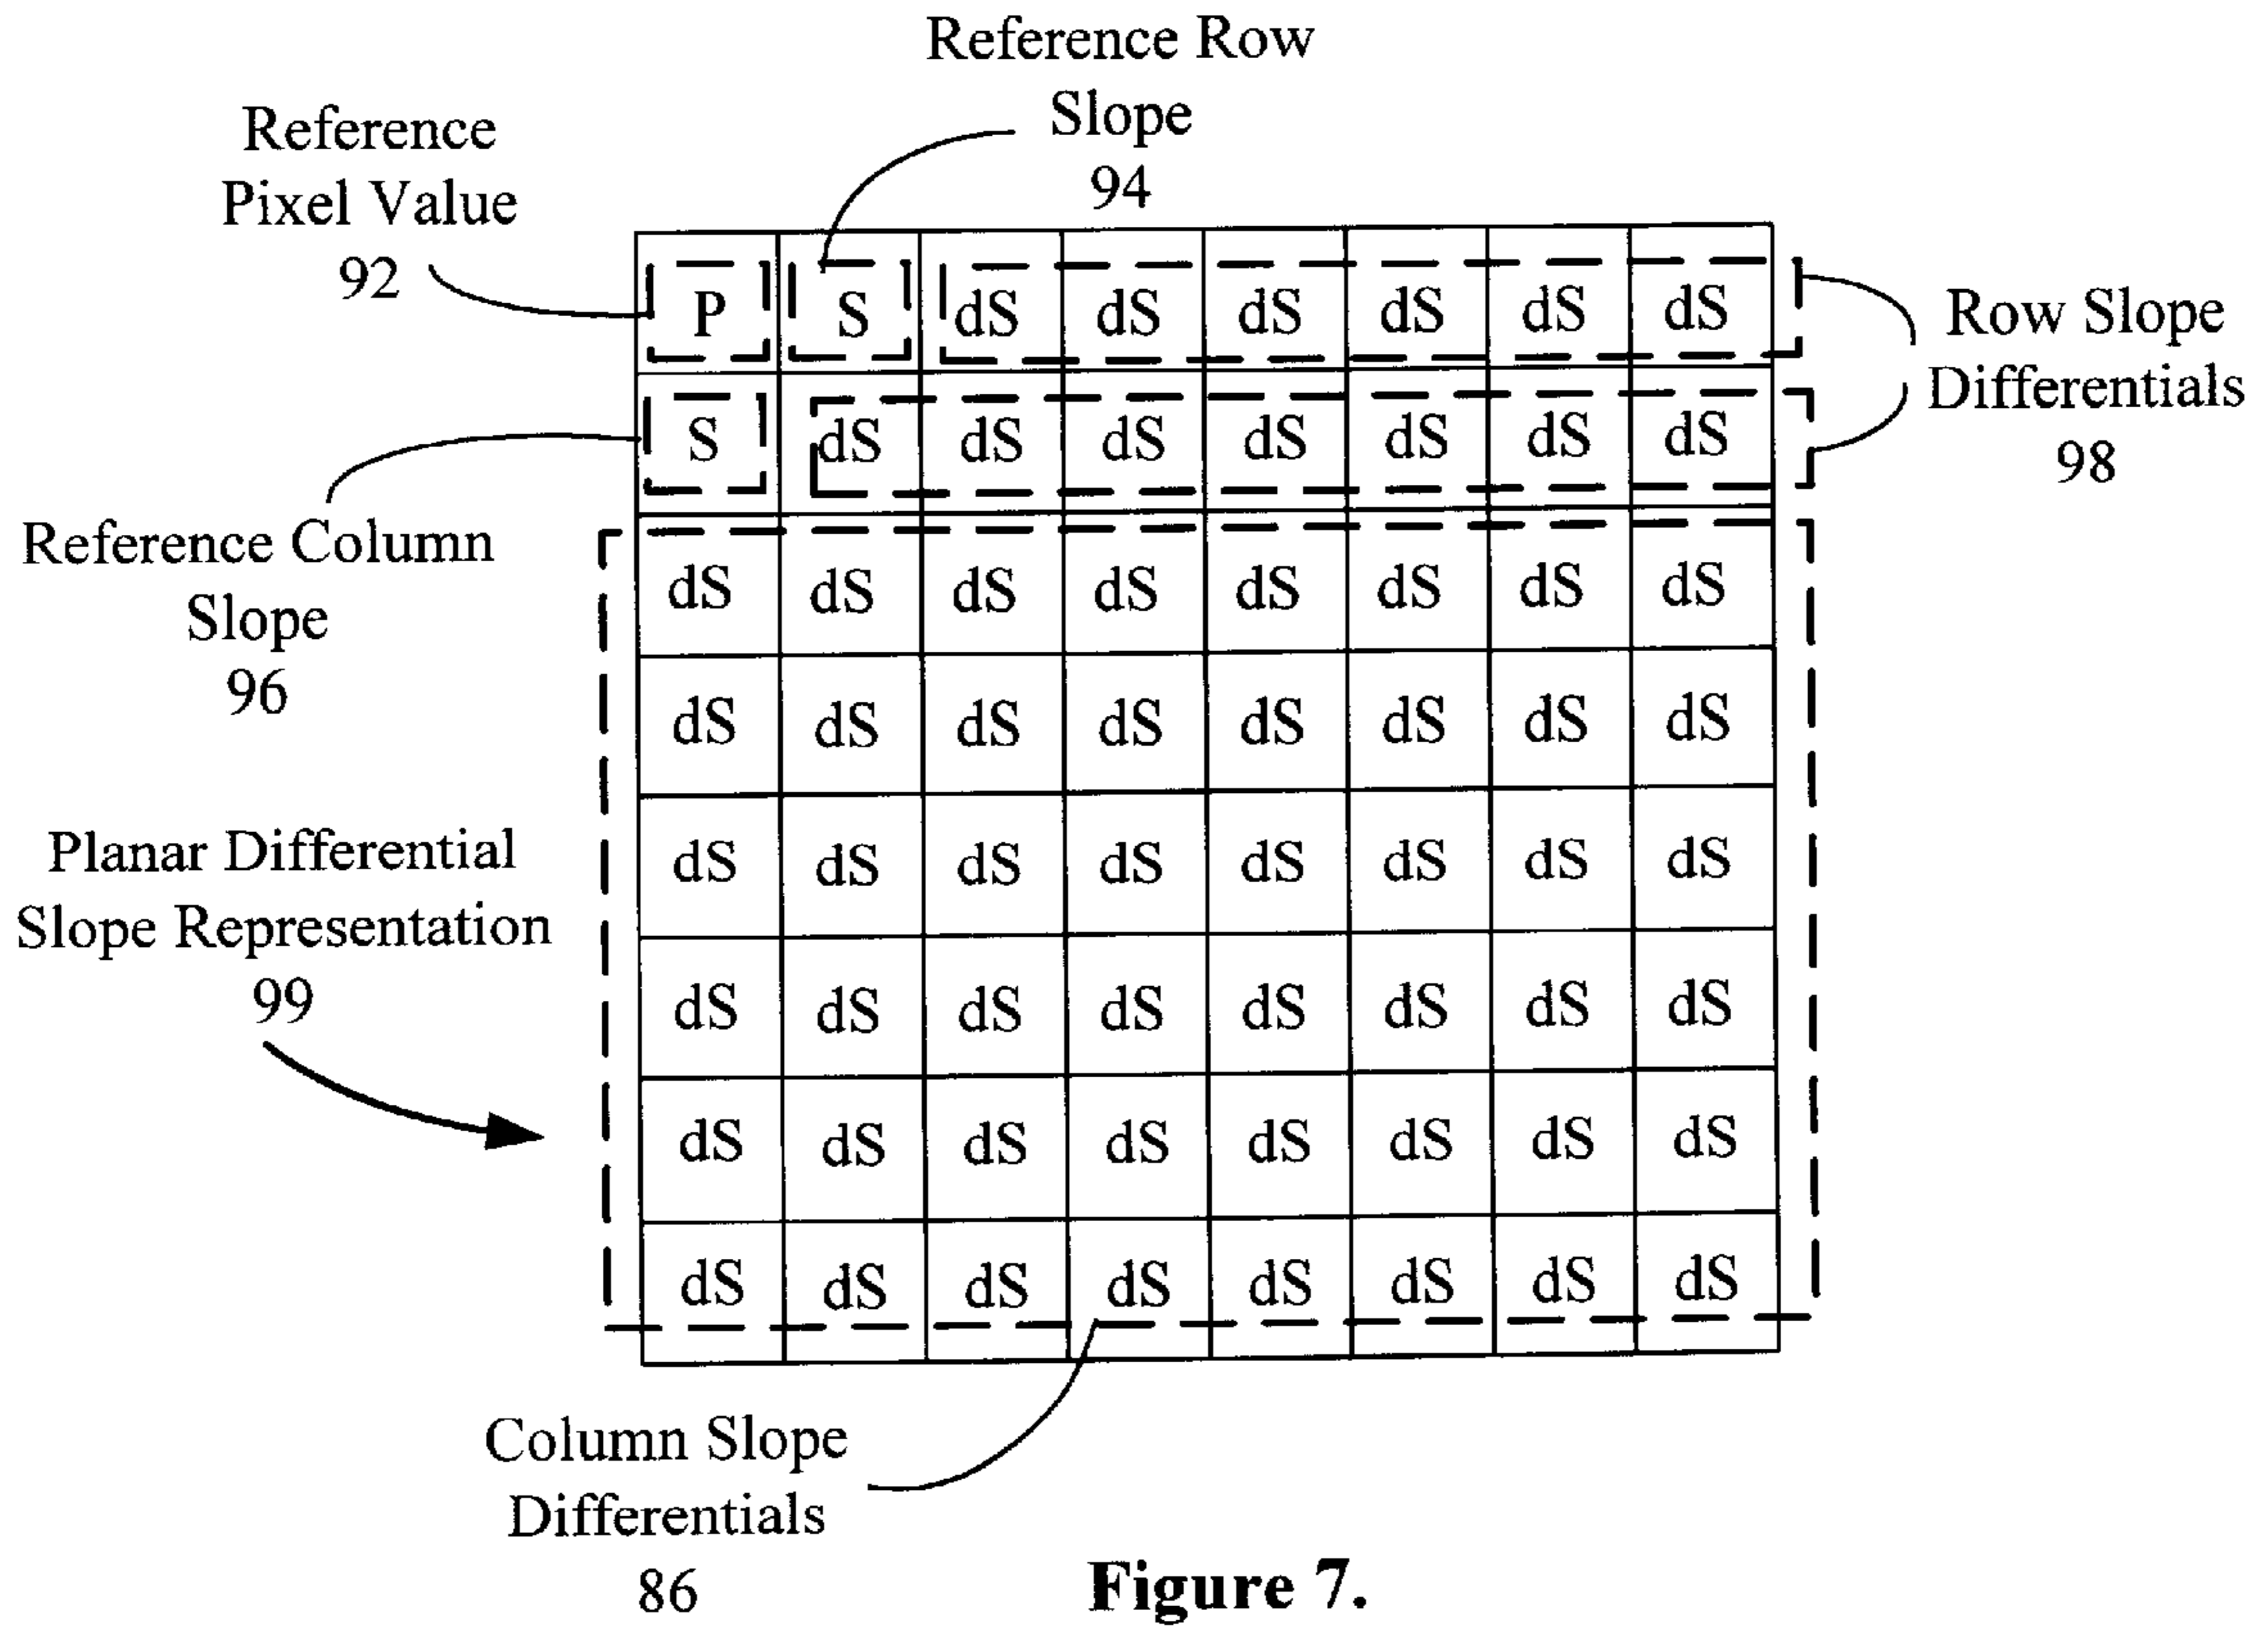 Reference Row
Slope
94
Reference
Pixel Value
92
P S dS dS dS dS dS dS
Row Slope
Differentials
98
S dS dS dS dS dS dS dS
Reference Column
Slope
96
dS dS dS dS dS dS dS dS
dS dS dS dS dS dS dS dS
Planar Differential
Slope Representation
99
dS dS dS dS dS dS dS dS
dS dS dS dS dS dS dS dS
dS dS dS dS dS dS dS dS
dS dS dS dS dS dS dS dS
Column Slope
Differentials
86
Figure 7.